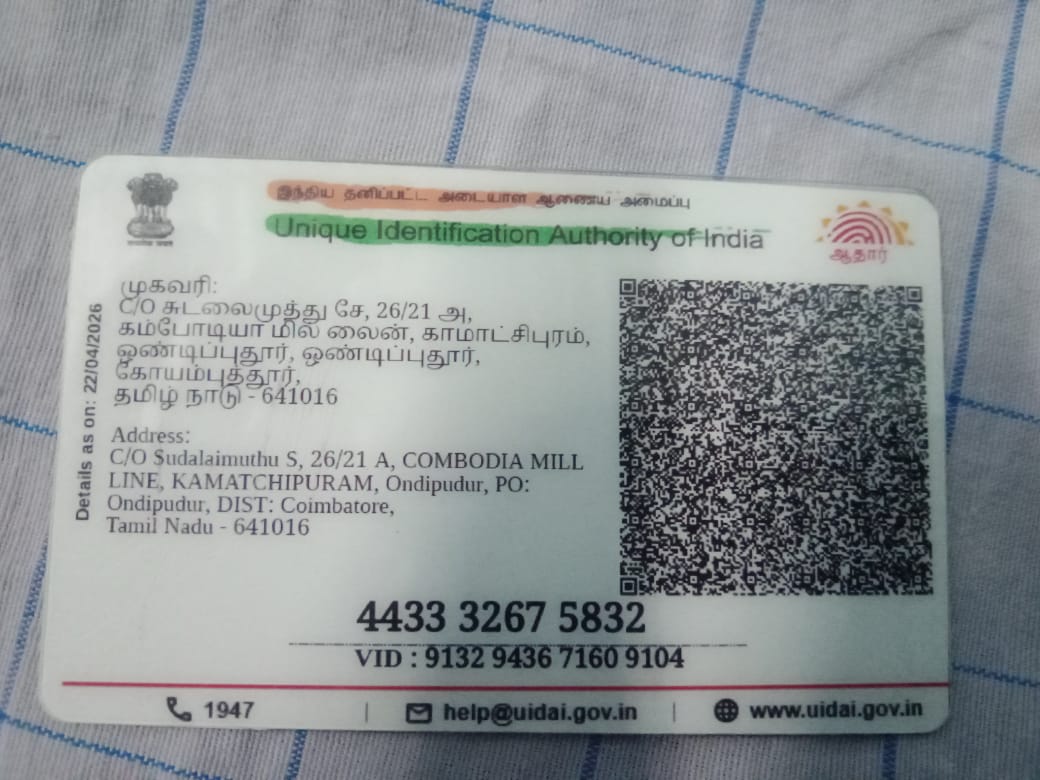 இந்திய தனிப்பட்ட அடையாள ஆணைய அமைப்பு
Unique Identification Authority of India
ஆதார்
முகவரி:
C/O சுடலைமுத்து சே, 26/21 அ,
கம்போடியா மில் லைன், காமாட்சிபுரம்,
ஒண்டிப்புதூர், ஒண்டிப்புதூர்,
கோயம்புத்தூர்,
தமிழ் நாடு - 641016
Address:
C/O Sudalaimuthu S, 26/21 A, COMBODIA MILL
LINE, KAMATCHIPURAM, Ondipudur, PO:
Ondipudur, DIST: Coimbatore,
Tamil Nadu - 641016
Details as on: 22/04/2026
4433 3267 5832
VID : 9132 9436 7160 9104
1947 | help@uidai.gov.in | www.uidai.gov.in